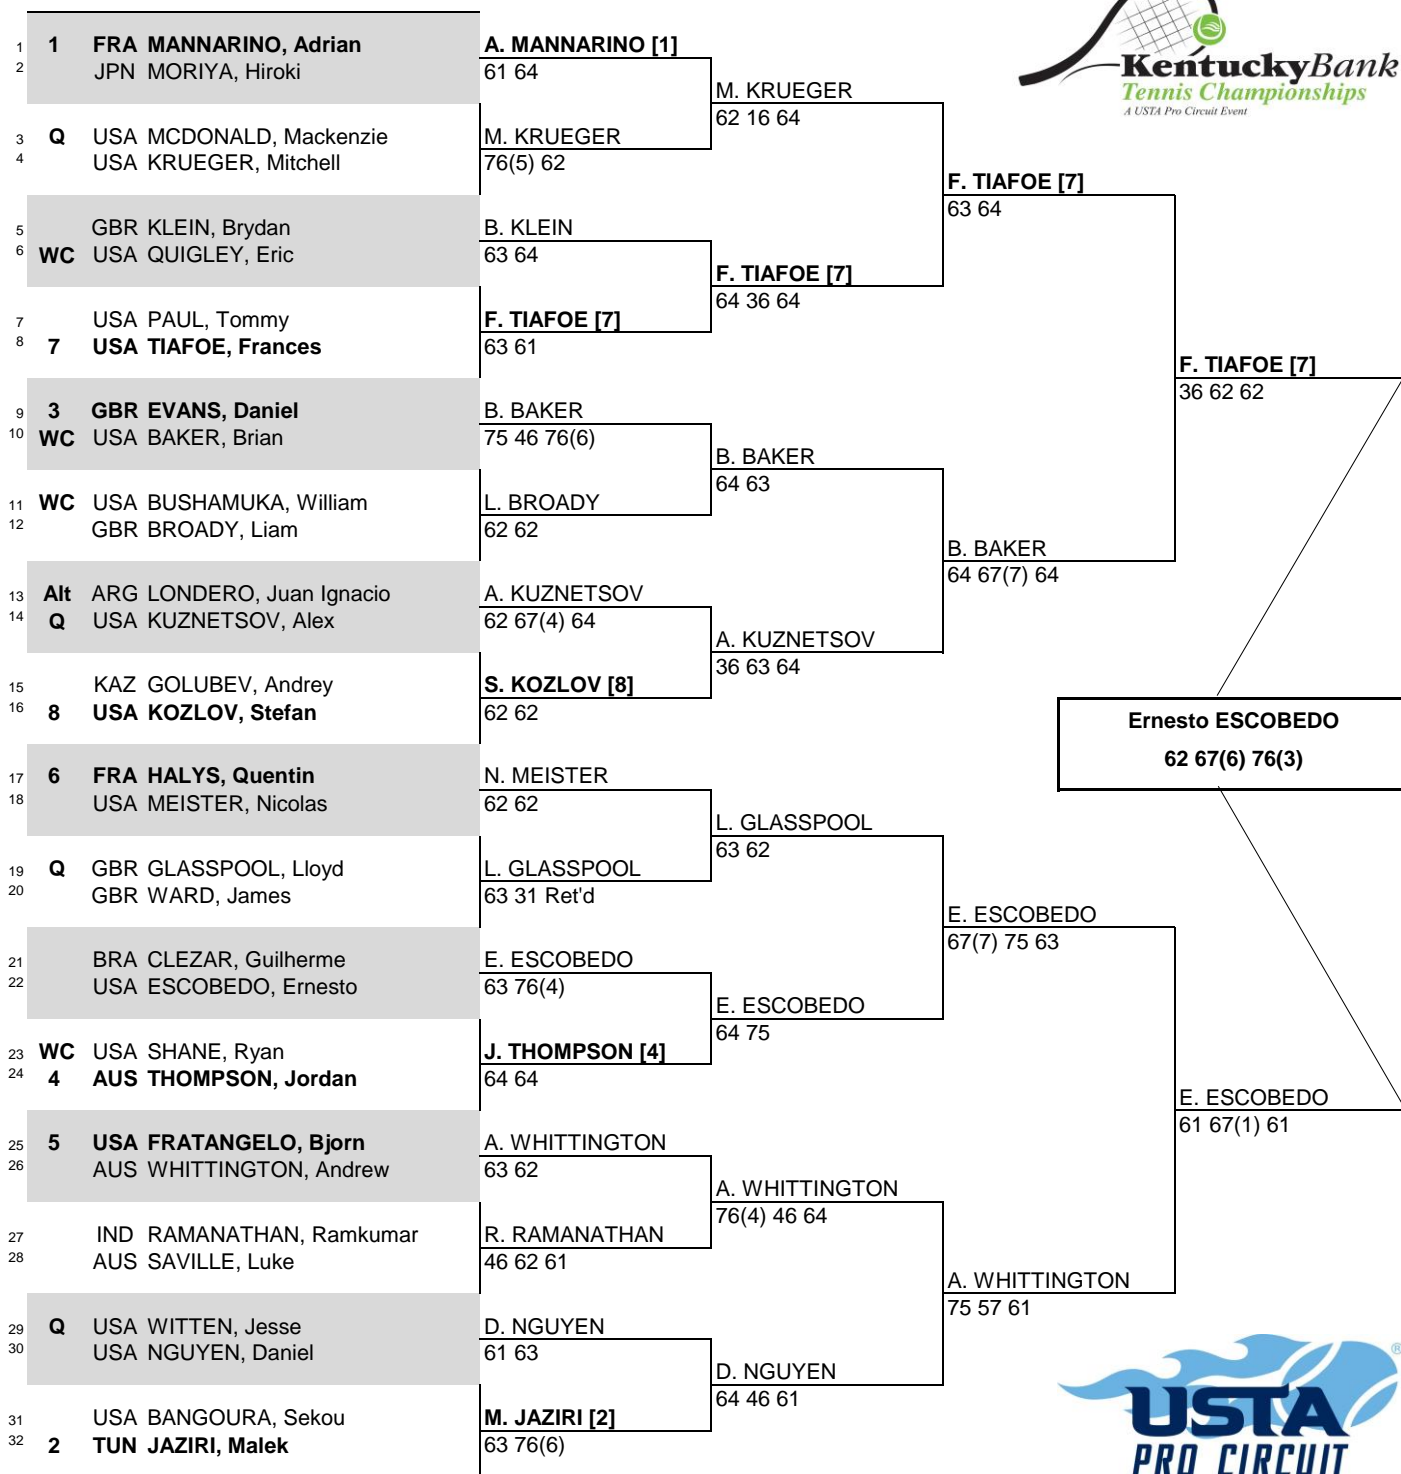 1 1 FRA MANNARINO, Adrian
2 JPN MORIYA, Hiroki
3 Q USA MCDONALD, Mackenzie
4 USA KRUEGER, Mitchell
5 GBR KLEIN, Brydan
6 WC USA QUIGLEY, Eric
7 USA PAUL, Tommy
8 7 USA TIAFOE, Frances
9 3 GBR EVANS, Daniel
10 WC USA BAKER, Brian
11 WC USA BUSHAMUKA, William
12 GBR BROADY, Liam
13 Alt ARG LONDERO, Juan Ignacio
14 Q USA KUZNETSOV, Alex
15 KAZ GOLUBEV, Andrey
16 8 USA KOZLOV, Stefan
17 6 FRA HALYS, Quentin
18 USA MEISTER, Nicolas
19 Q GBR GLASSPOOL, Lloyd
20 GBR WARD, James
21 BRA CLEZAR, Guilherme
22 USA ESCOBEDO, Ernesto
23 WC USA SHANE, Ryan
24 4 AUS THOMPSON, Jordan
25 5 USA FRATANGELO, Bjorn
26 AUS WHITTINGTON, Andrew
27 IND RAMANATHAN, Ramkumar
28 AUS SAVILLE, Luke
29 Q USA WITTEN, Jesse
30 USA NGUYEN, Daniel
31 USA BANGOURA, Sekou
32 2 TUN JAZIRI, Malek
A. MANNARINO [1]
61 64
M. KRUEGER
76(5) 62
B. KLEIN
63 64
F. TIAFOE [7]
63 61
B. BAKER
75 46 76(6)
L. BROADY
62 62
A. KUZNETSOV
62 67(4) 64
S. KOZLOV [8]
62 62
N. MEISTER
62 62
L. GLASSPOOL
63 31 Ret'd
E. ESCOBEDO
63 76(4)
J. THOMPSON [4]
64 64
A. WHITTINGTON
63 62
R. RAMANATHAN
46 62 61
D. NGUYEN
61 63
M. JAZIRI [2]
63 76(6)
M. KRUEGER
62 16 64
F. TIAFOE [7]
64 36 64
B. BAKER
64 63
A. KUZNETSOV
36 63 64
L. GLASSPOOL
63 62
E. ESCOBEDO
64 75
A. WHITTINGTON
76(4) 46 64
D. NGUYEN
64 46 61
F. TIAFOE [7]
63 64
B. BAKER
64 67(7) 64
E. ESCOBEDO
67(7) 75 63
A. WHITTINGTON
75 57 61
F. TIAFOE [7]
36 62 62
E. ESCOBEDO
61 67(1) 61
Ernesto ESCOBEDO
62 67(6) 76(3)
KentuckyBank
Tennis Championships
A USTA Pro Circuit Event
USTA ®
PRO CIRCUIT